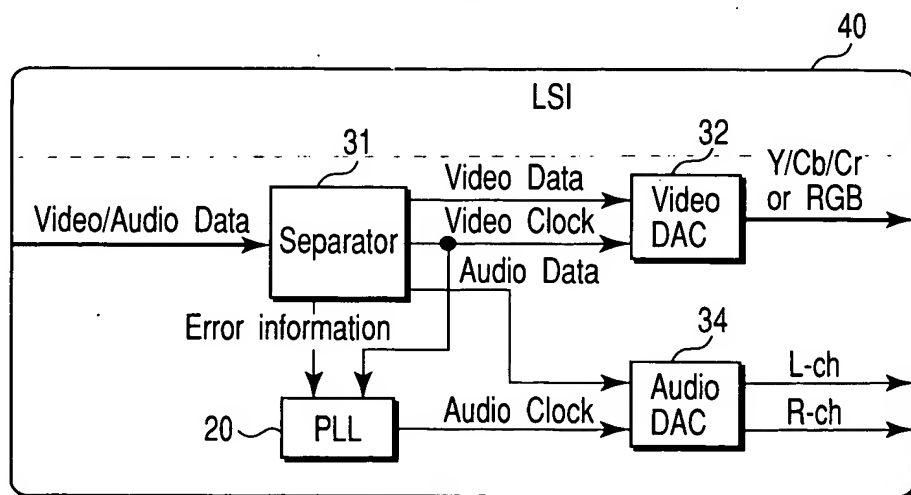 40
LSI
31
32
Video Data
Y/Cb/Cr
or RGB
Video/Audio Data
Separator
Video Clock
Video
DAC
Audio Data
Error information
34
L-ch
Audio
DAC
R-ch
20
PLL
Audio Clock